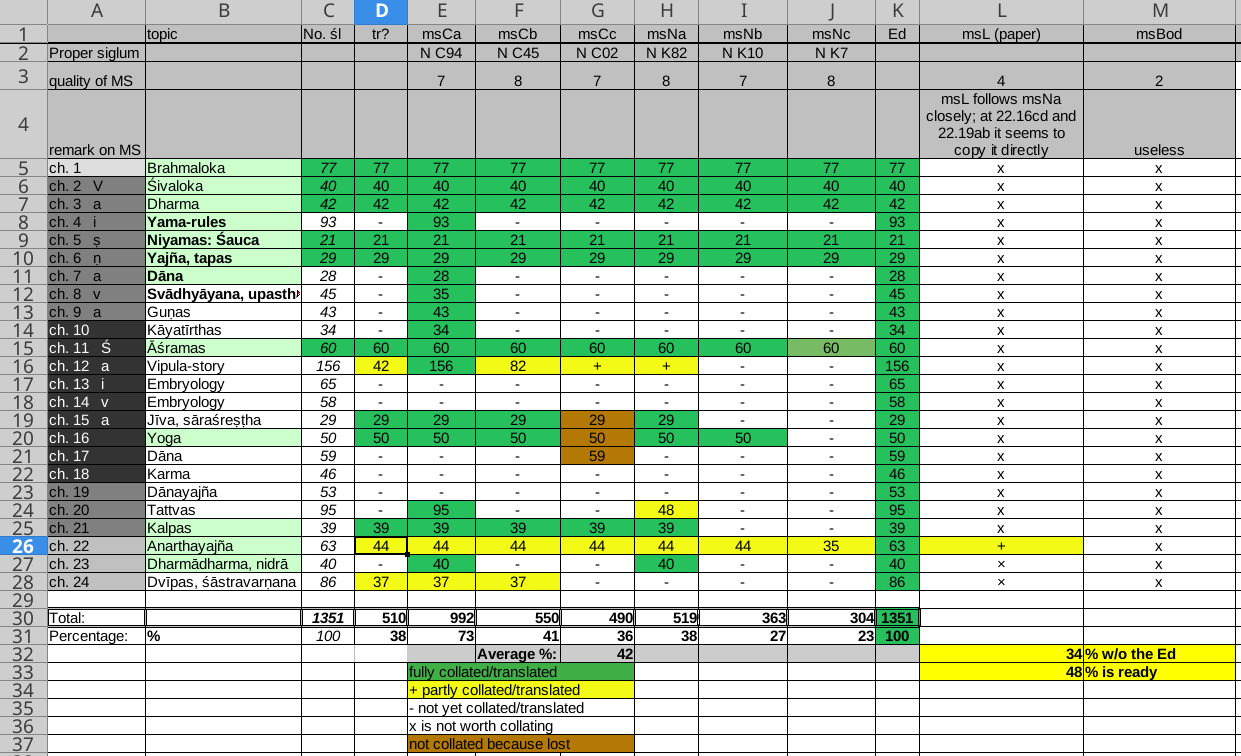 A B C D E F G H I J K L M
1 topic No. śl tr? msCa msCb msCc msNa msNb msNc Ed msL (paper) msBod
2 Proper siglum N C94 N C45 N C02 N K82 N K10 N K7
3 quality of MS 7 8 7 8 7 8 4 2
4 remark on MS msL follows msNa closely; at 22.16cd and 22.19ab it seems to copy it directly useless
5 ch. 1 Brahmaloka 77 77 77 77 77 77 77 77 77 x x
6 ch. 2 V Śivaloka 40 40 40 40 40 40 40 40 40 x x
7 ch. 3 a Dharma 42 42 42 42 42 42 42 42 42 x x
8 ch. 4 i Yama-rules 93 - 93 - - - - - 93 x x
9 ch. 5 ṣ Niyamas: Śauca 21 21 21 21 21 21 21 21 21 x x
10 ch. 6 ṇ Yajña, tapas 29 29 29 29 29 29 29 29 29 x x
11 ch. 7 a Dāna 28 - 28 - - - - - 28 x x
12 ch. 8 v Svādhyāyana, upasth 45 - 35 - - - - - 45 x x
13 ch. 9 a Guṇas 43 - 43 - - - - - 43 x x
14 ch. 10 Kāyatīrthas 34 - 34 - - - - - 34 x x
15 ch. 11 Ś Āśramas 60 60 60 60 60 60 60 60 60 x x
16 ch. 12 a Vipula-story 156 42 156 82 + + - - 156 x x
17 ch. 13 i Embryology 65 - - - - - - - 65 x x
18 ch. 14 v Embryology 58 - - - - - - - 58 x x
19 ch. 15 a Jīva, sāraśreṣṭha 29 29 29 29 29 29 - - 29 x x
20 ch. 16 Yoga 50 50 50 50 50 50 50 - 50 x x
21 ch. 17 Dāna 59 - - - 59 - - - 59 x x
22 ch. 18 Karma 46 - - - - - - - 46 x x
23 ch. 19 Dānayajña 53 - - - - - - - 53 x x
24 ch. 20 Tattvas 95 - 95 - - 48 - - 95 x x
25 ch. 21 Kalpas 39 39 39 39 39 39 - - 39 x x
26 ch. 22 Anarthayajña 63 44 44 44 44 44 44 35 63 + x
27 ch. 23 Dharmādharma, nidrā 40 - 40 - - 40 - - 40 × x
28 ch. 24 Dvīpas, śāstravarṇana 86 37 37 37 - - - - 86 × x
29
30 Total: 1351 510 992 550 490 519 363 304 1351
31 Percentage: % 100 38 73 41 36 38 27 23 100
32 Average %: 42 34 % w/o the Ed
33 fully collated/translated 48 % is ready
34 + partly collated/translated
35 - not yet collated/translated
36 x is not worth collating
37 not collated because lost